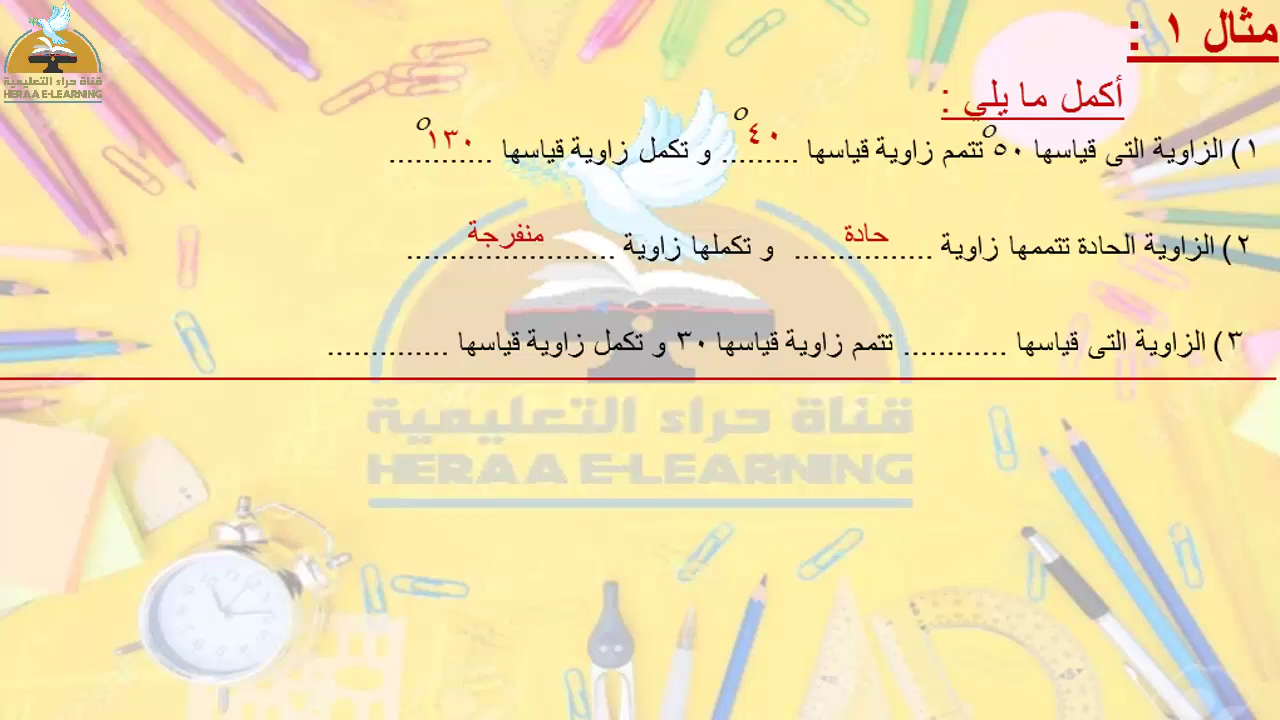 مثال ١ :
قناة حراء التعليمية
HERAA E-LEARNING
أكمل ما يلي :
١) الزاوية التى قياسها ٥٠° تتمم زاوية قياسها ......... ٤٠° و تكمل زاوية قياسها ............ ١٣٠°
٢) الزاوية الحادة تتممها زاوية ................ حادة و تكملها زاوية ........................ منفرجة
٣) الزاوية التى قياسها ............ تتمم زاوية قياسها ٣٠ و تكمل زاوية قياسها ..............
قناة حراء التعليمية
HERAA E-LEARNING